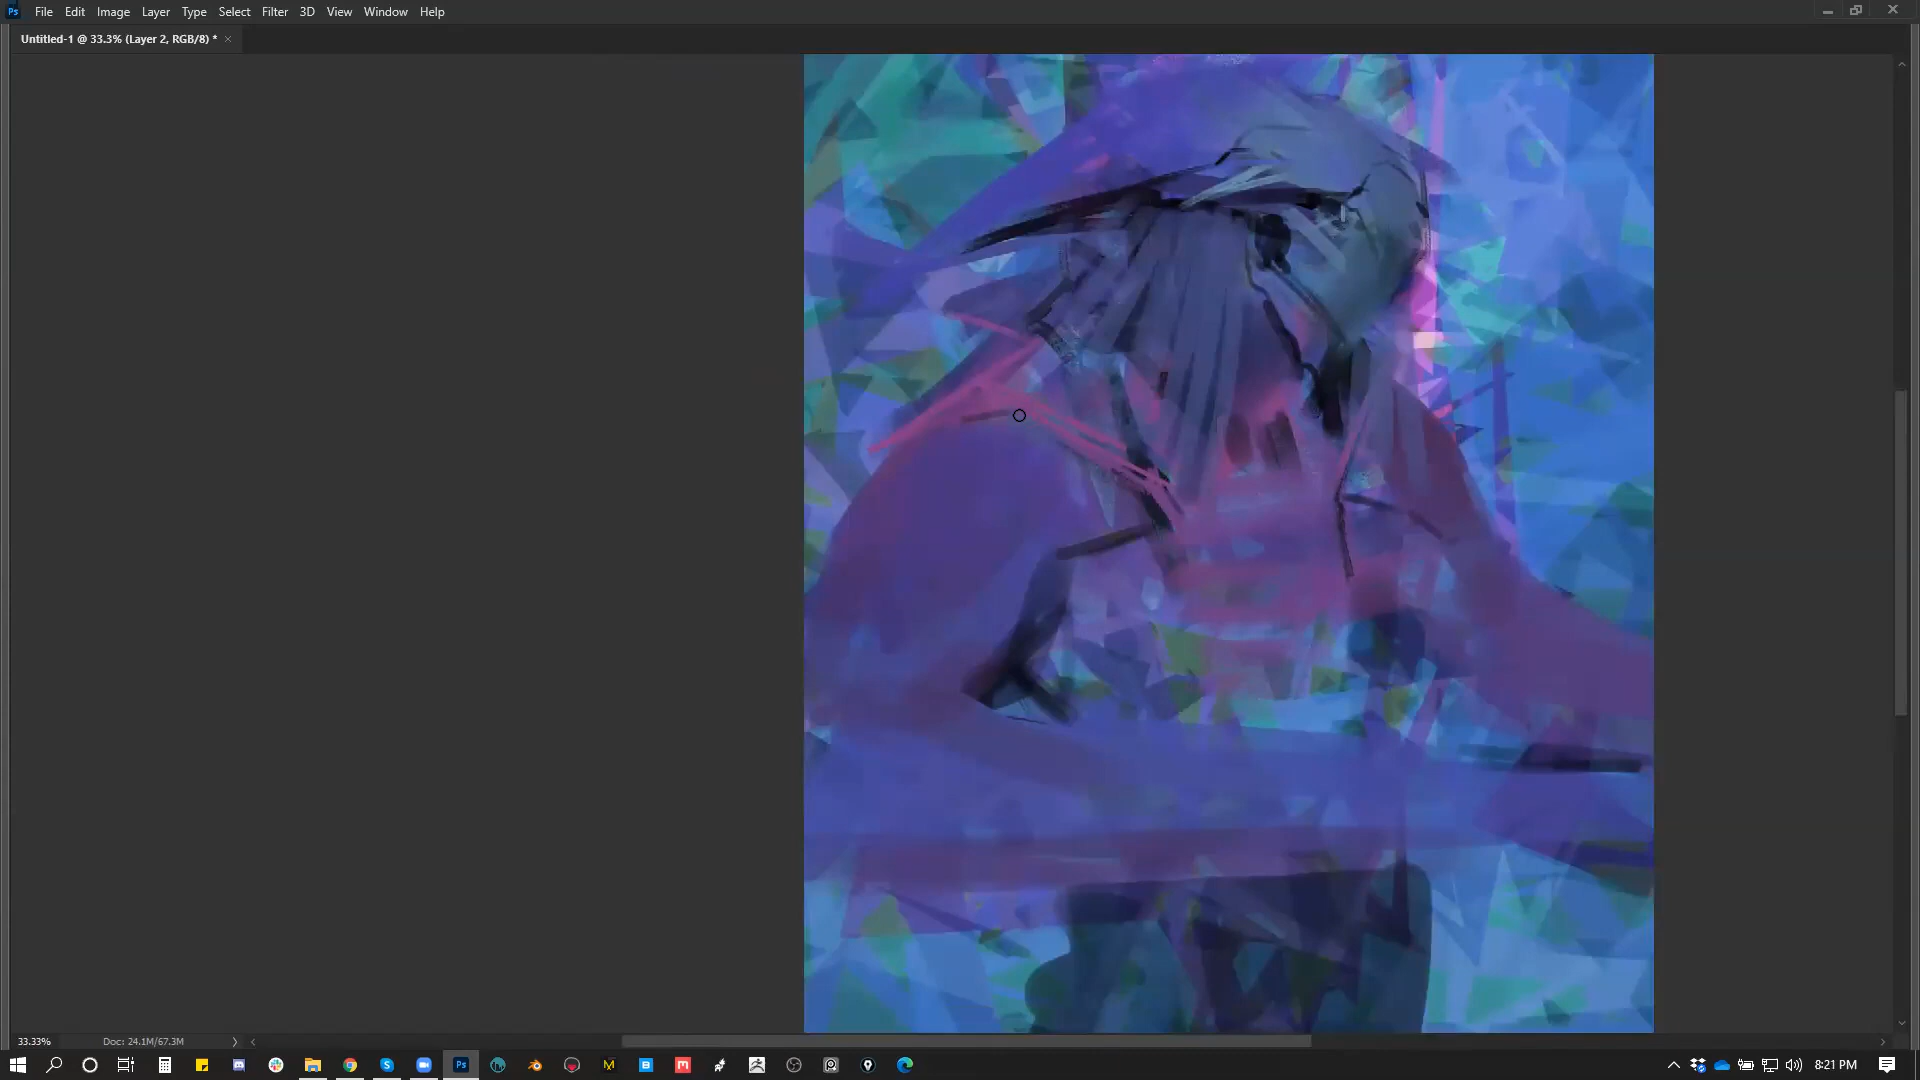 Ps File Edit Image Layer Type Select Filter 3D View Window Help
Untitled-1 @ 33.3% (Layer 2, RGB/8) *
33.33% Doc: 24.1M/67.3M
Ps 8:21 PM